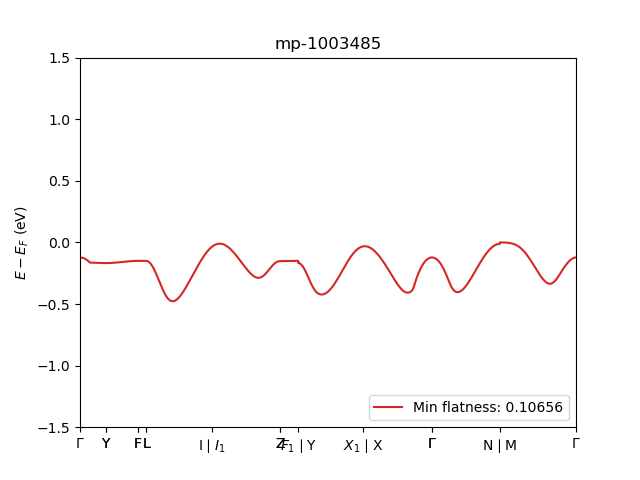 mp-1003485
E − E_F (eV)
1.5
1.0
0.5
0.0
−0.5
−1.0
−1.5
Min flatness: 0.10656
Γ Y F L I | I₁ Z F₁ | Y X₁ | X Γ N | M Γ